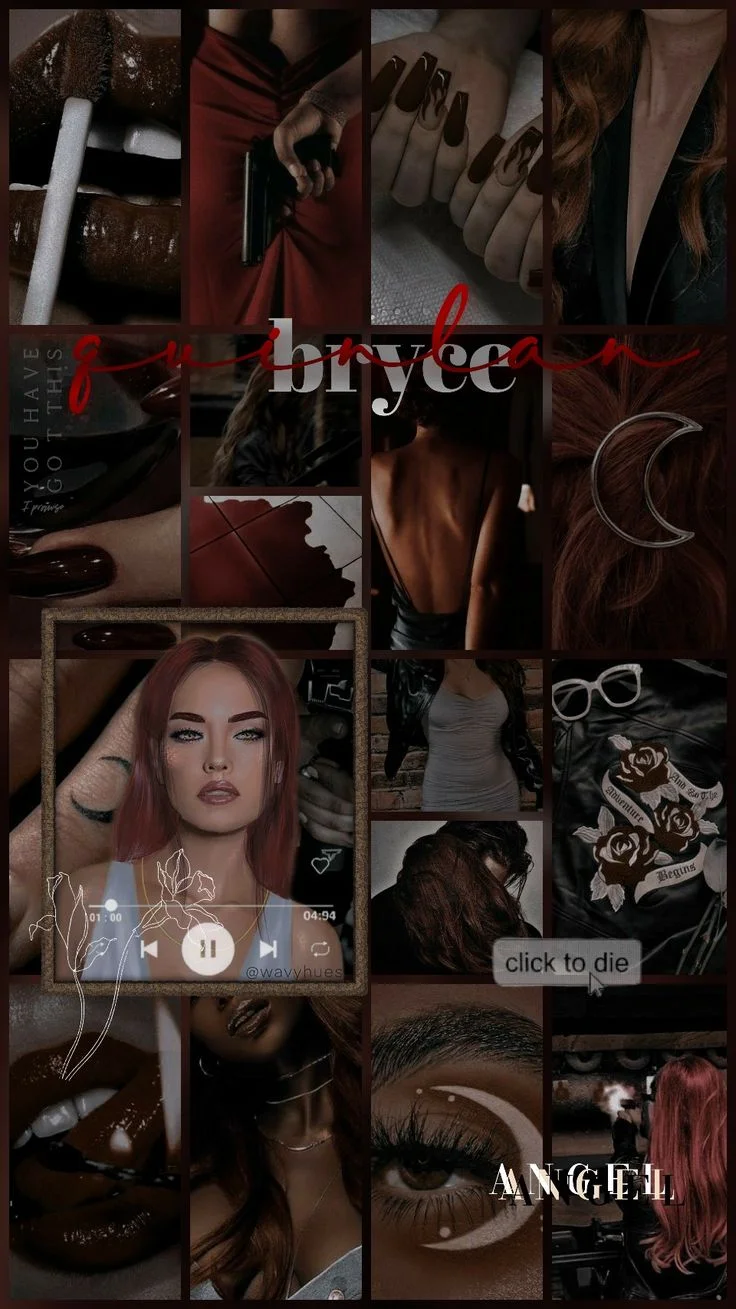 quinlan
bryce
YOU HAVE
GOT THIS
I promise
And So The
Adventure
Begins
01:00
04:94
@wavyhues
click to die
ANGEL